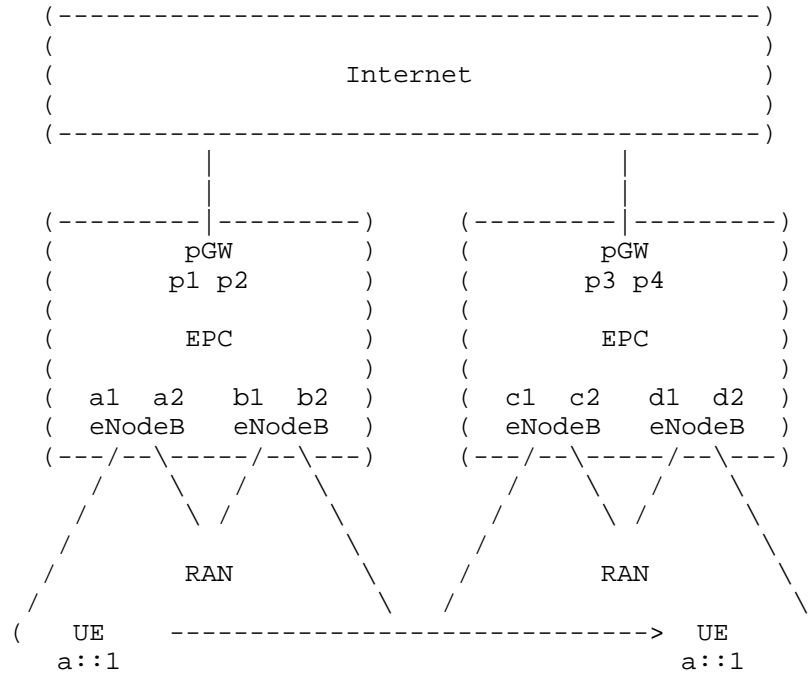 (--------------------------------------------)
(                                            )
(                  Internet                  )
(                                            )
(--------------------------------------------)
          |                         |
          |                         |
(---------|---------)     (---------|---------)
(        pGW        )     (        pGW        )
(       p1 p2       )     (       p3 p4       )
(                   )     (                   )
(        EPC        )     (        EPC        )
(                   )     (                   )
(  a1  a2   b1  b2  )     (  c1  c2   d1  d2  )
(  eNodeB   eNodeB  )     (  eNodeB   eNodeB  )
(---/--\-----/--\---)     (---/--\-----/--\---)
   /    \   /    \           /    \   /    \
  /      \ /      \         /      \ /      \
 /                 \       /                 \
/        RAN        \     /        RAN        \
/                     \   /                     \
(   UE    ------------------------------>  UE
a::1                                   a::1